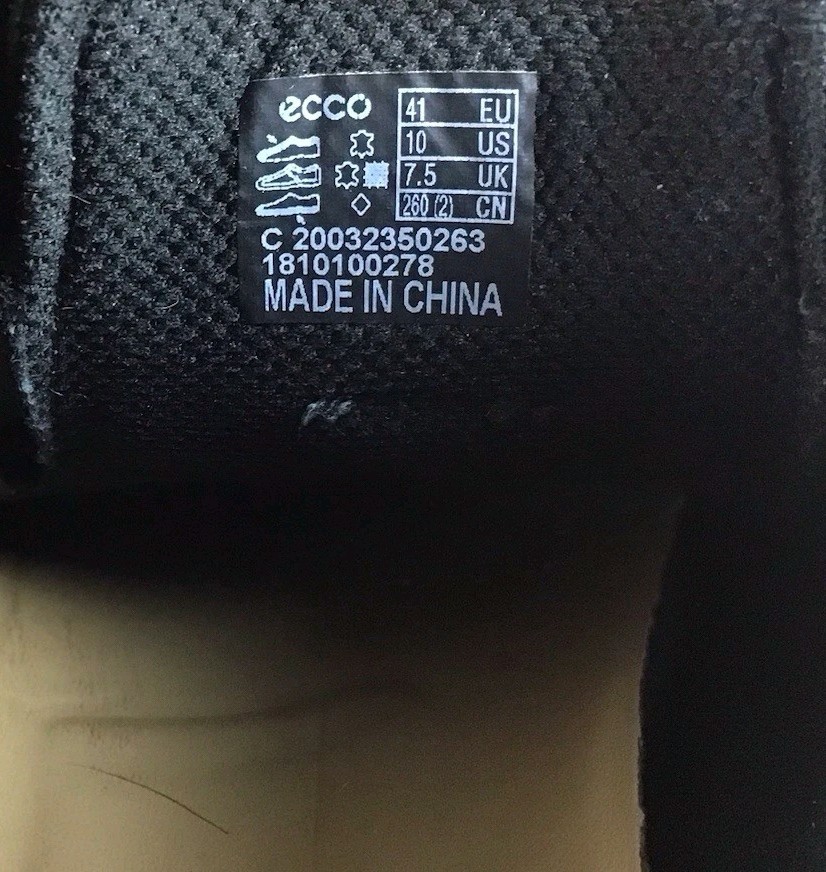 ecco
41 EU
10 US
7.5 UK
260 (2) CN
C 20032350263
1810100278
MADE IN CHINA